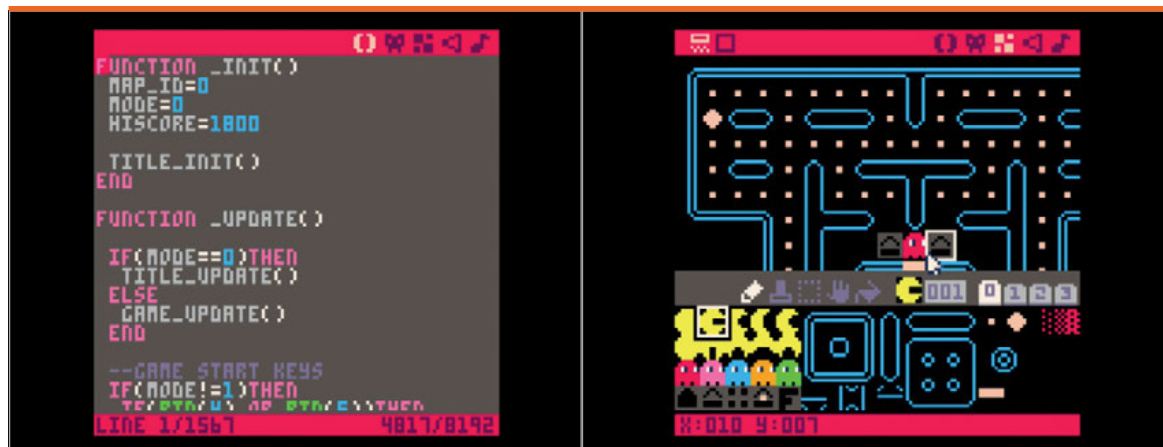 FUNCTION _INIT()
MAP_ID=0
MODE=0
HISCORE=1800
TITLE_INIT()
END
FUNCTION _UPDATE()
IF(MODE==0)THEN
TITLE_UPDATE()
ELSE
GAME_UPDATE()
END
--GAME START KEYS
IF(MODE!=1)THEN
LINE 1/1567 4817/8192
001 0 1 2 3
X:010 Y:007